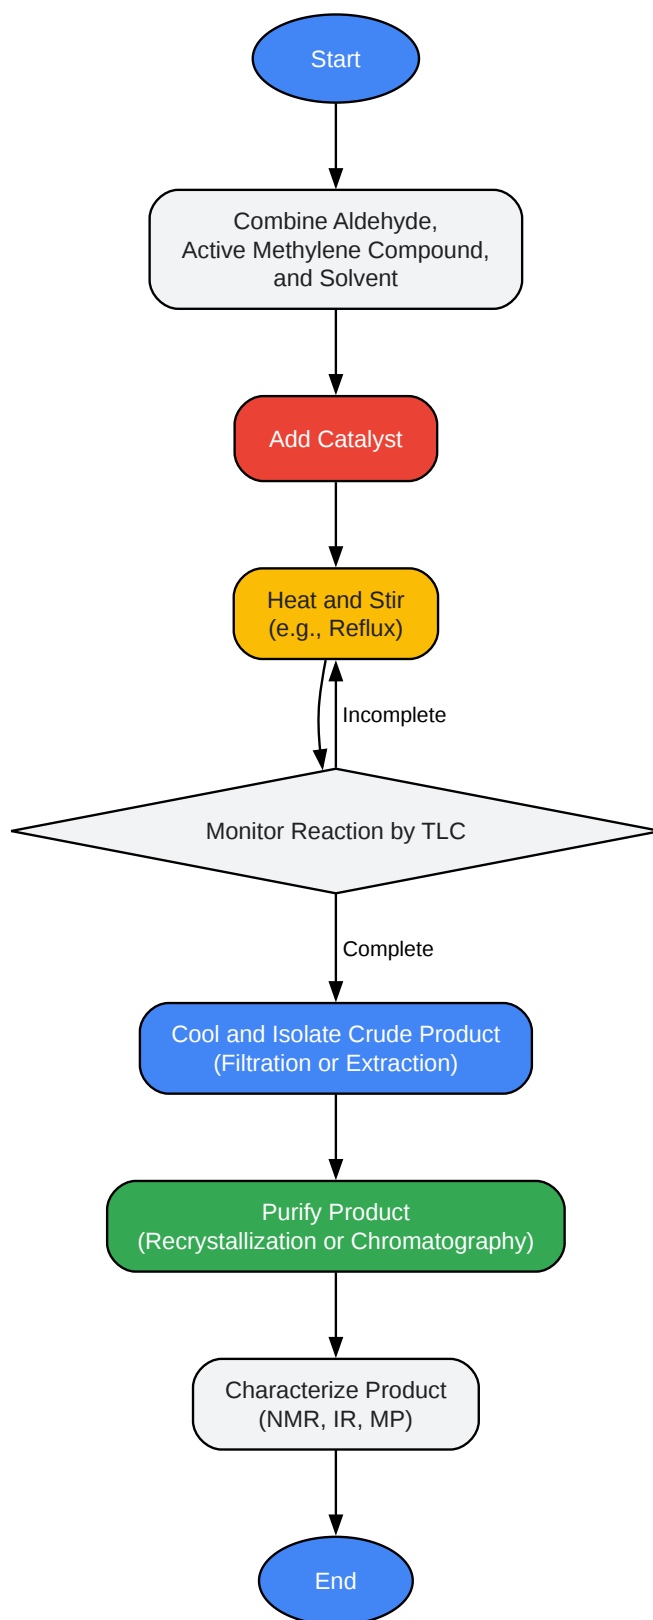 Start
Combine Aldehyde,
Active Methylene Compound,
and Solvent
Add Catalyst
Heat and Stir
(e.g., Reflux)
Incomplete
Monitor Reaction by TLC
Complete
Cool and Isolate Crude Product
(Filtration or Extraction)
Purify Product
(Recrystallization or Chromatography)
Characterize Product
(NMR, IR, MP)
End